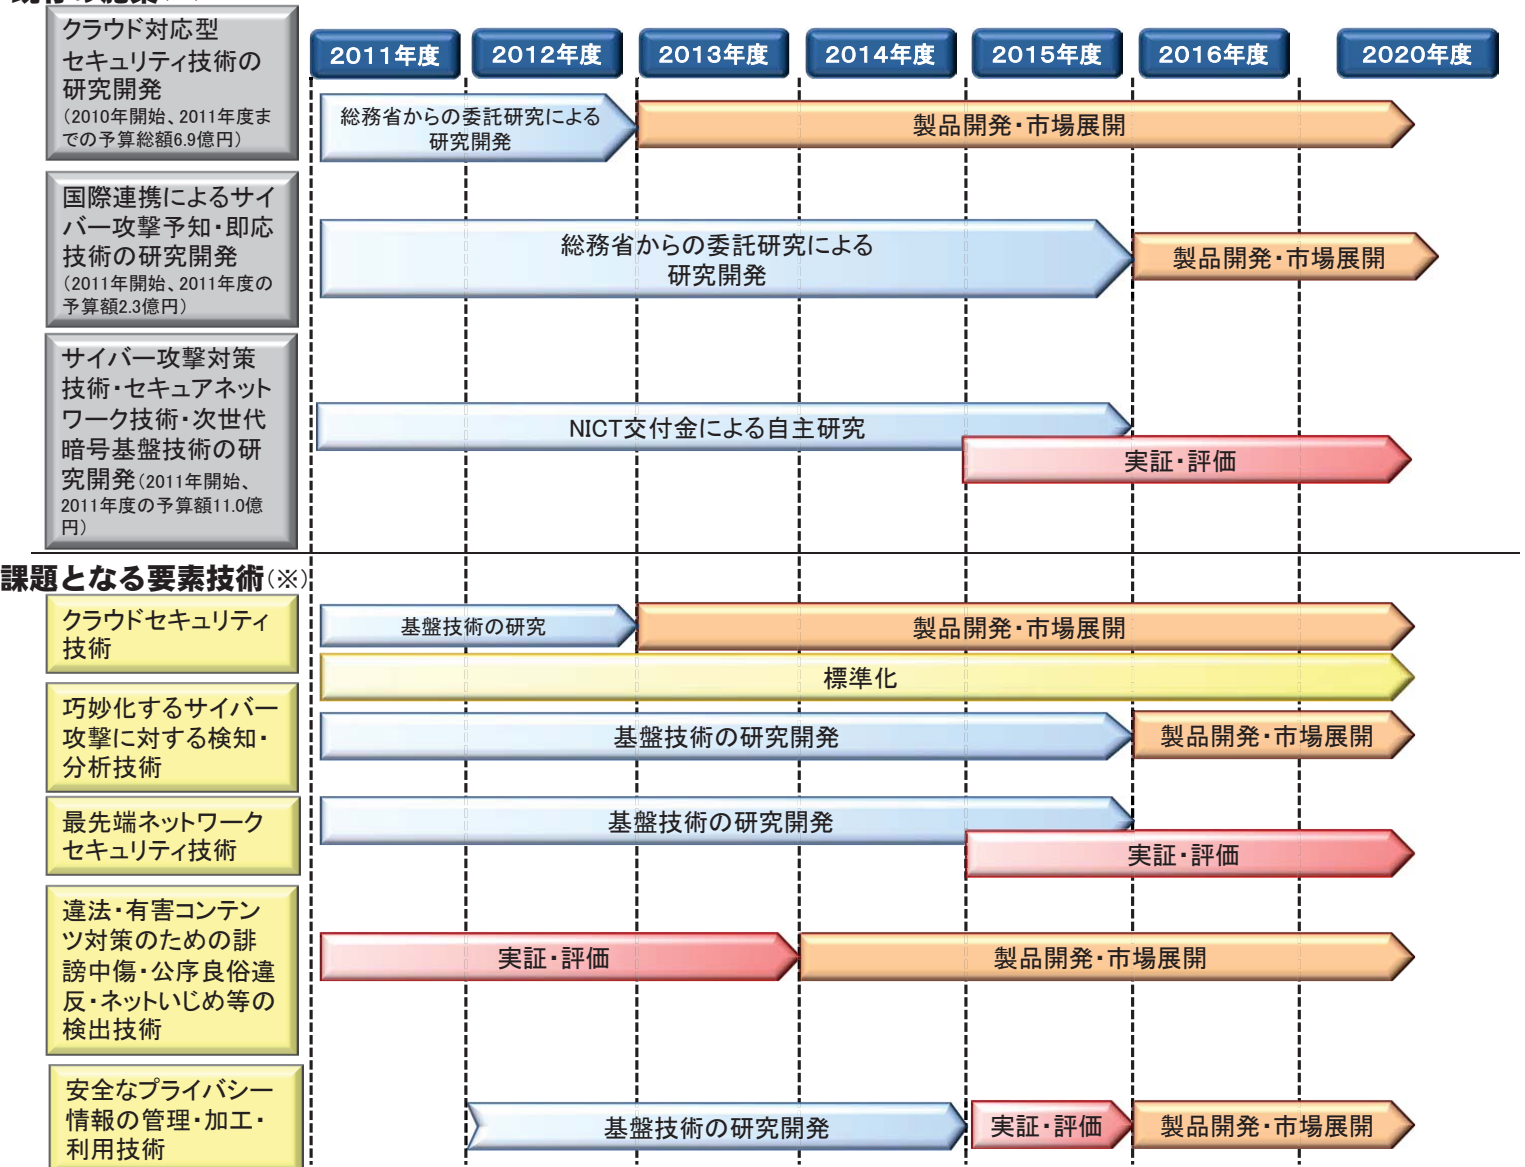 クラウド対応型
セキュリティ技術の
研究開発
（2010年開始、2011年度ま
での予算総額6.9億円）
2011年度
2012年度
2013年度
2014年度
2015年度
2016年度
2020年度
総務省からの委託研究による
研究開発
製品開発・市場展開
国際連携によるサイ
バー攻撃予知・即応
技術の研究開発
（2011年開始、2011年度の
予算額2.3億円）
総務省からの委託研究による
研究開発
製品開発・市場展開
サイバー攻撃対策
技術・セキュアネット
ワーク技術・次世代
暗号基盤技術の研
究開発（2011年開始、
2011年度の予算額11.0億
円）
NICT交付金による自主研究
実証・評価
課題となる要素技術（※）
クラウドセキュリティ
技術
基盤技術の研究
製品開発・市場展開
標準化
巧妙化するサイバー
攻撃に対する検知・
分析技術
基盤技術の研究開発
製品開発・市場展開
最先端ネットワーク
セキュリティ技術
基盤技術の研究開発
実証・評価
違法・有害コンテン
ツ対策のための誹
謗中傷・公序良俗違
反・ネットいじめ等の
検出技術
実証・評価
製品開発・市場展開
安全なプライバシー
情報の管理・加工・
利用技術
基盤技術の研究開発
実証・評価
製品開発・市場展開